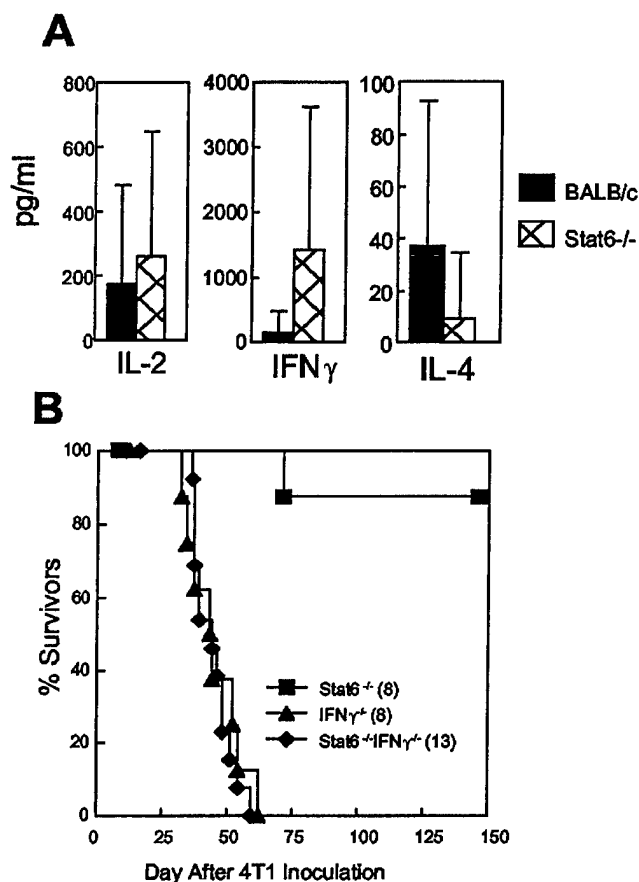 A
pg/ml
800
600
400
200
0
IL-2
4000
3000
2000
1000
0
IFNγ
100
80
60
40
20
0
IL-4
BALB/c
Stat6-/-
B
% Survivors
100
80
60
40
20
0
Stat6-/- (8)
IFNγ-/- (8)
Stat6-/-IFNγ-/- (13)
0 25 50 75 100 125 150
Day After 4T1 Inoculation